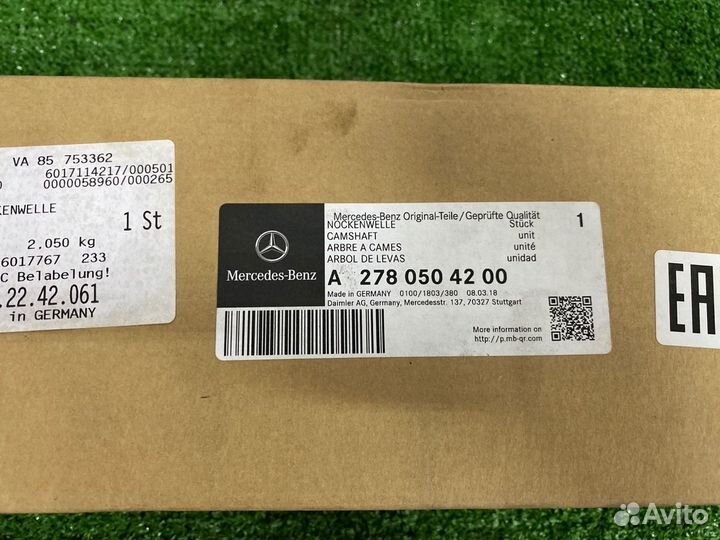 VA 85 753362
6017114217/000501
0 0000058960/000265
KENWELLE
1 St
2,050 kg
6017767 233
C Belabelung!
.22.42.061
in GERMANY
Mercedes-Benz
Mercedes-Benz Original-Teile/Geprüfte Qualität
NOCKENWELLE Stück 1
CAMSHAFT unit
ARBRE A CAMES unité
ARBOL DE LEVAS unidad
A 278 050 42 00
Made in GERMANY 0100/1803/380 08.03.18
Daimler AG, Germany, Mercedesstr. 137, 70327 Stuttgart
More information on
http://p.mb-qr.com
EA
Avito